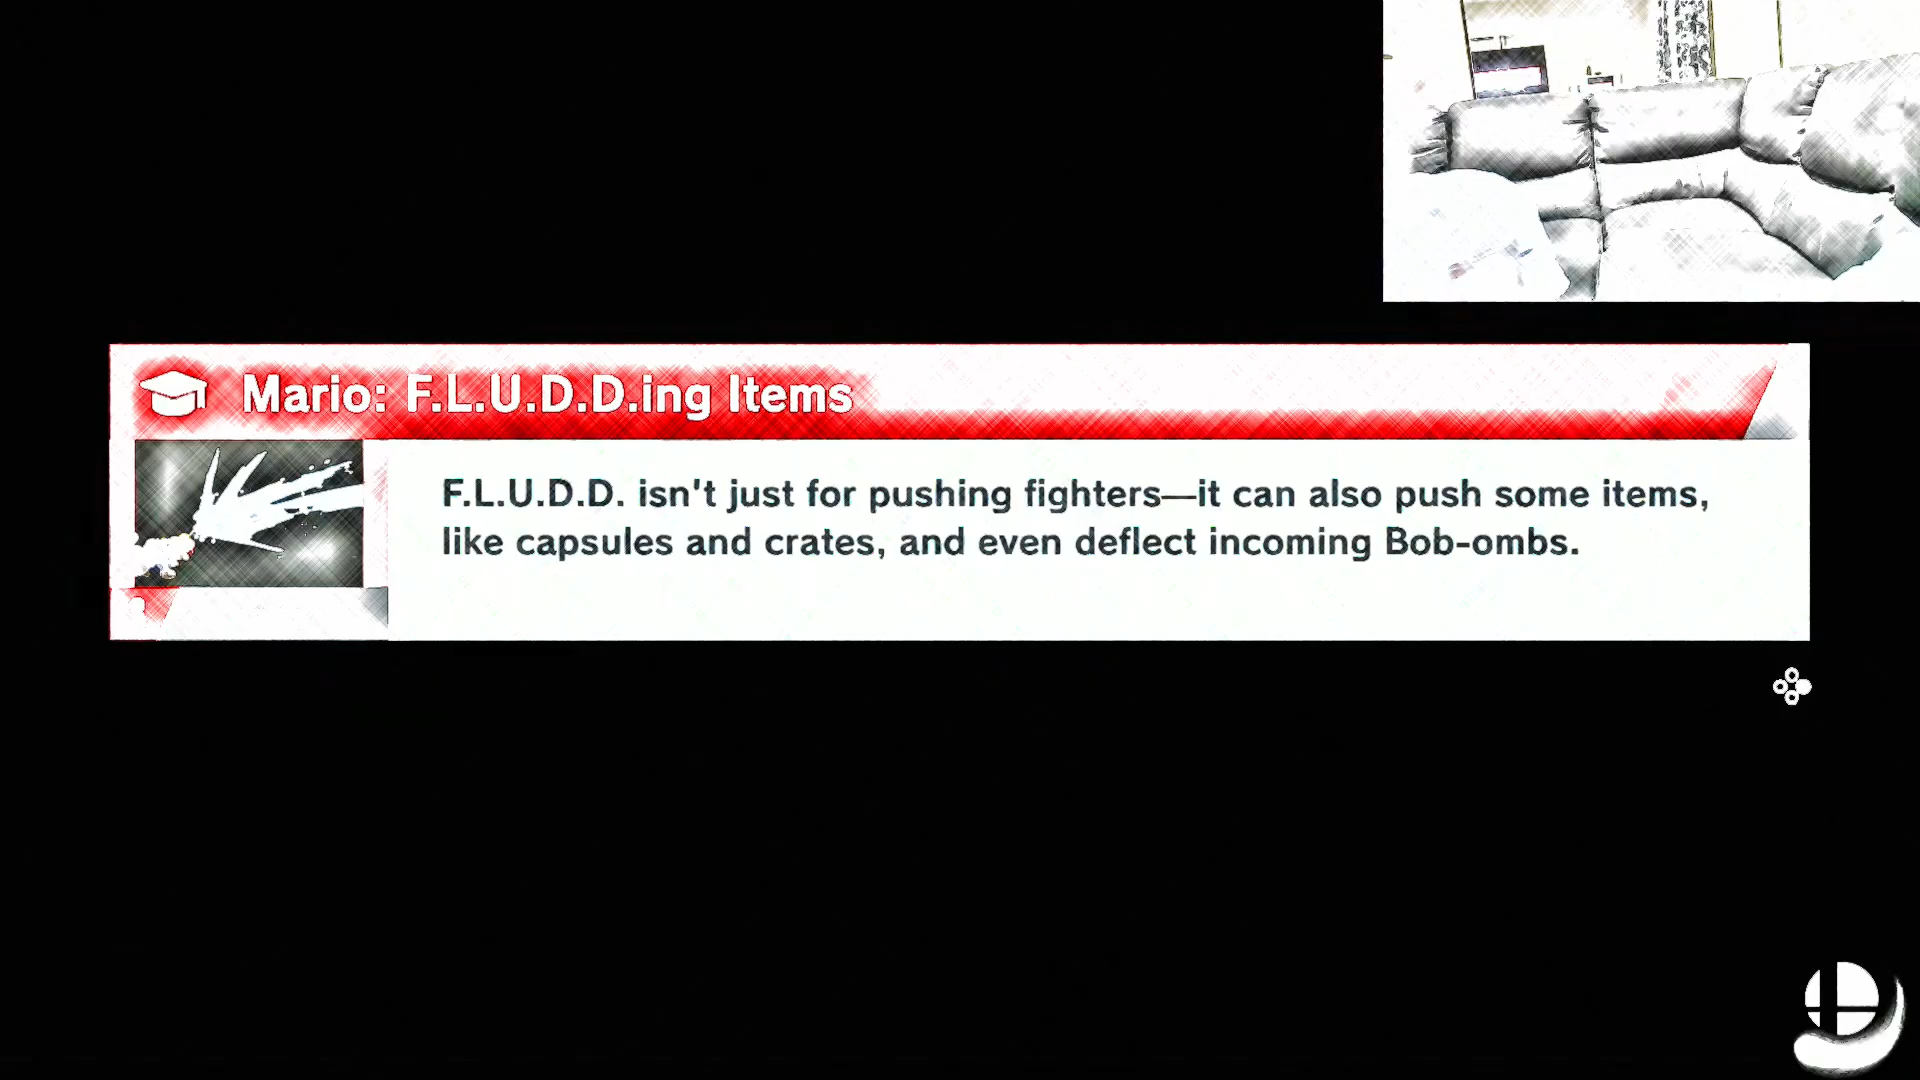 Mario: F.L.U.D.D.ing Items
F.L.U.D.D. isn't just for pushing fighters—it can also push some items,
like capsules and crates, and even deflect incoming Bob-ombs.